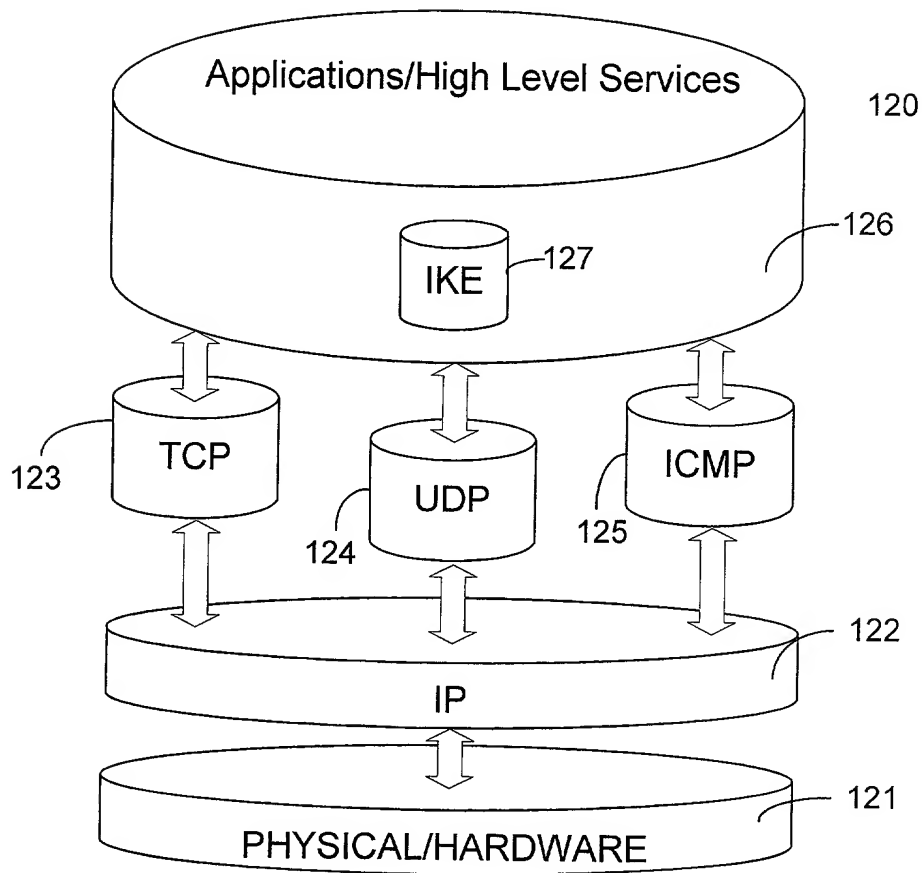 Applications/High Level Services
120
126
IKE
127
TCP
123
UDP
124
ICMP
125
122
IP
121
PHYSICAL/HARDWARE